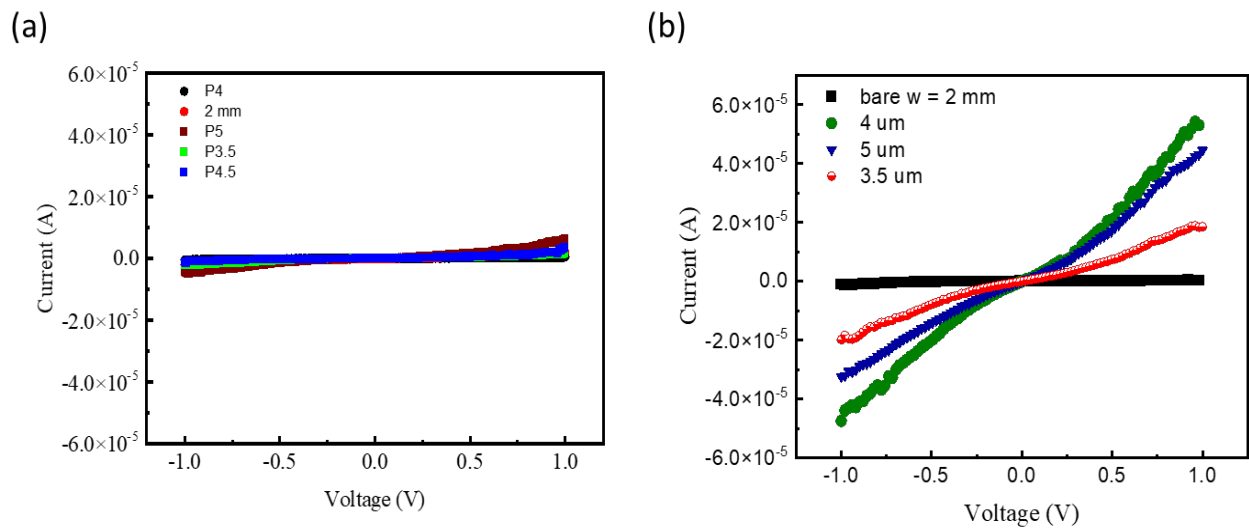 (a)
6.0×10⁻⁵
4.0×10⁻⁵
2.0×10⁻⁵
0.0
-2.0×10⁻⁵
-4.0×10⁻⁵
-6.0×10⁻⁵
Current (A)
P4
2 mm
P5
P3.5
P4.5
-1.0 -0.5 0.0 0.5 1.0
Voltage (V)
(b)
6.0×10⁻⁵
4.0×10⁻⁵
2.0×10⁻⁵
0.0
-2.0×10⁻⁵
-4.0×10⁻⁵
-6.0×10⁻⁵
Current (A)
bare w = 2 mm
4 um
5 um
3.5 um
-1.0 -0.5 0.0 0.5 1.0
Voltage (V)